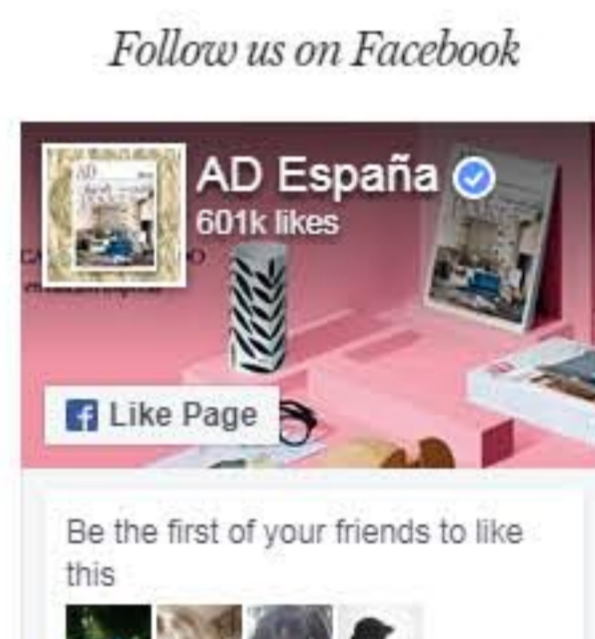 Follow us on Facebook
AD España
601k likes
Like Page
Be the first of your friends to like
this